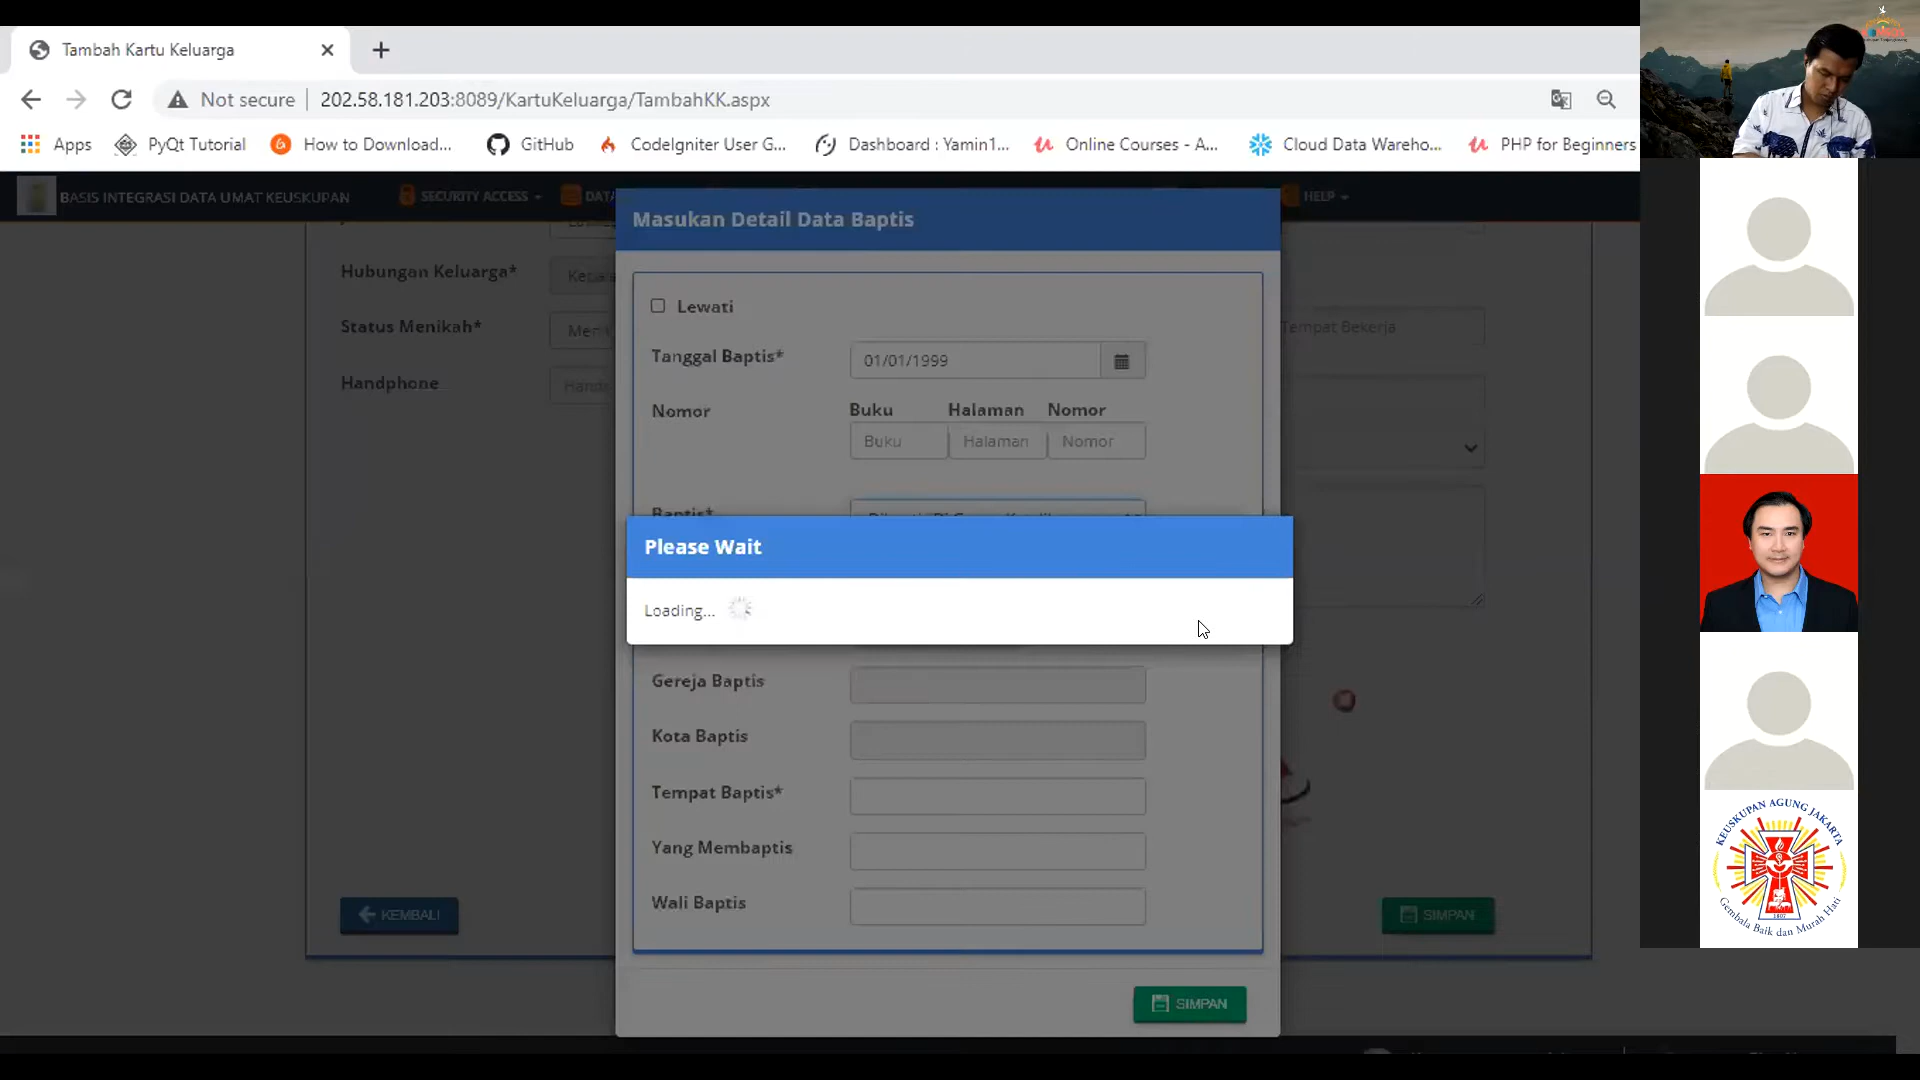 Tambah Kartu Keluarga
Not secure 202.58.181.203:8089/KartuKeluarga/TambahKK.aspx
Apps PyQt Tutorial How to Download... GitHub CodeIgniter User G... Dashboard : Yamin1... Online Courses - A... Cloud Data Wareho... PHP for Beginners
BASIS INTEGRASI DATA UMAT KEUSKUPAN SECURITY ACCESS DATA HELP
Masukan Detail Data Baptis
Hubungan Keluarga*
Status Menikah*
Handphone
Tempat Bekerja
Lewati
Tanggal Baptis* 01/01/1999
Nomor Buku Halaman Nomor
Buku Halaman Nomor
Baptis*
Please Wait
Loading...
Gereja Baptis
Kota Baptis
Tempat Baptis*
Yang Membaptis
Wali Baptis
KEMBALI
SIMPAN
SIMPAN
KEUSKUPAN AGUNG JAKARTA
1807
Gembala Baik dan Murah Hati